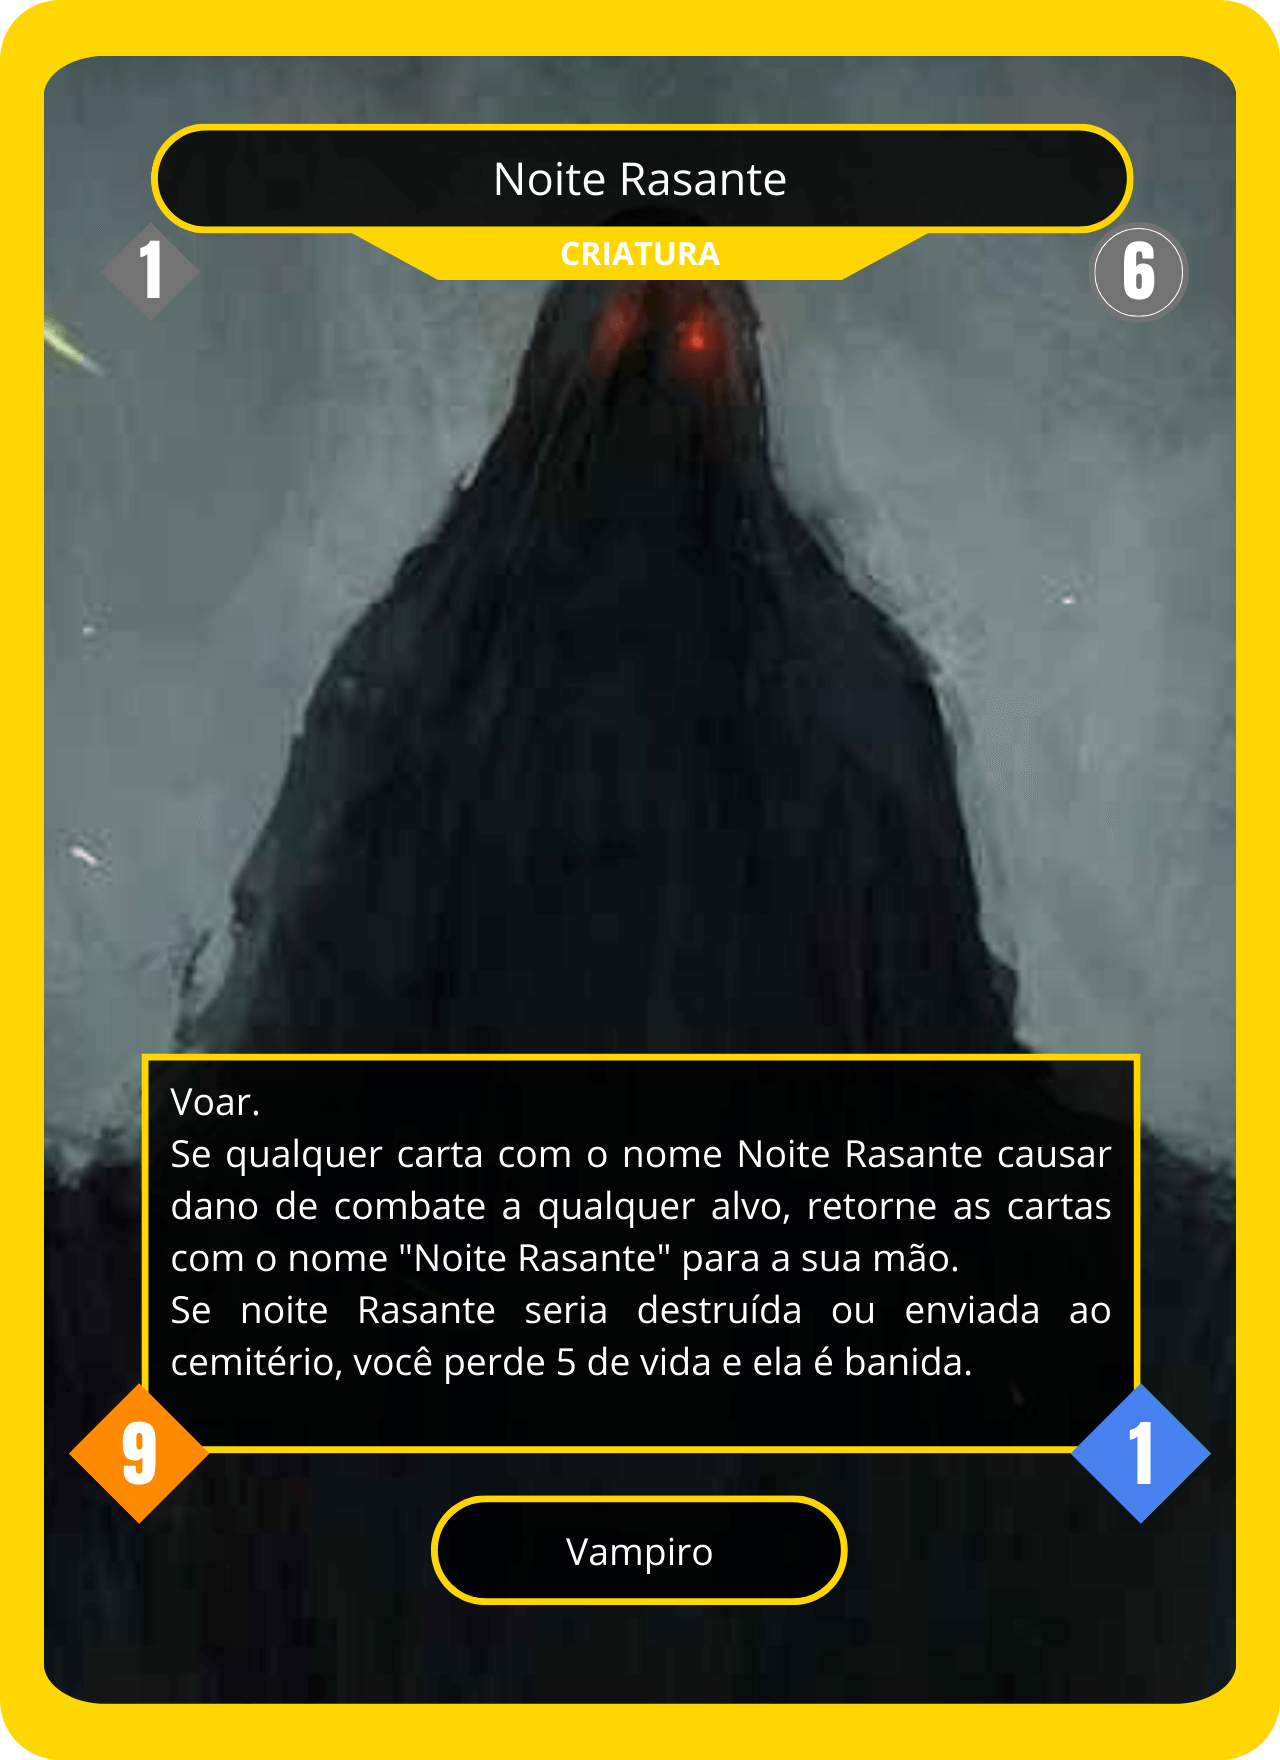 Noite Rasante
CRIATURA
1
6
Voar.
Se qualquer carta com o nome Noite Rasante causar
dano de combate a qualquer alvo, retorne as cartas
com o nome "Noite Rasante" para a sua mão.
Se noite Rasante seria destruída ou enviada ao
cemitério, você perde 5 de vida e ela é banida.
9
1
Vampiro